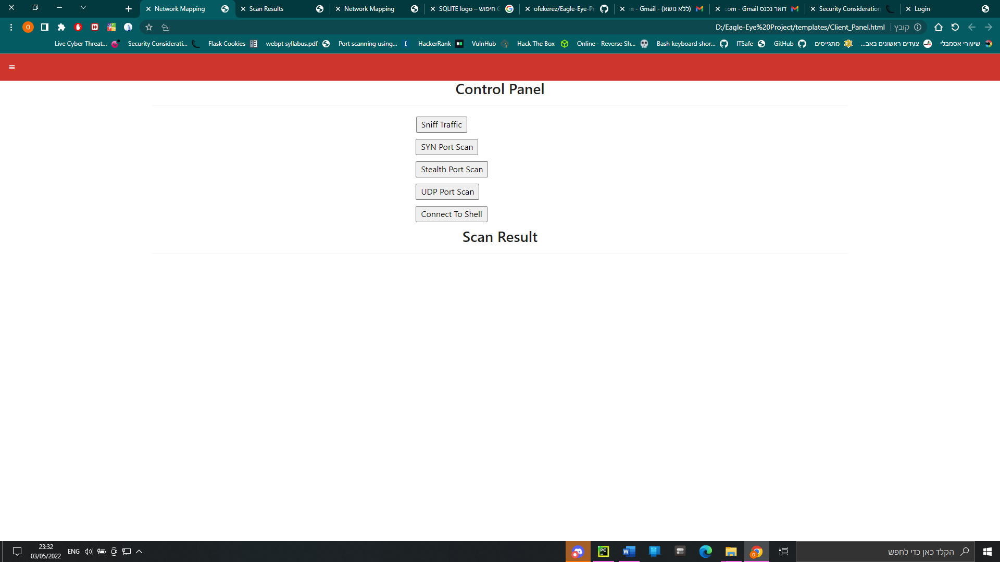 Network Mapping
Scan Results
Network Mapping
SQLITE logo – חיפוש G
ofekerez/Eagle-Eye-Pr
(ללא נושא) - Gmail - m
דואר נכנס com - Gmail
Security Consideration
Login
O
D:/Eagle-Eye%20Project/templates/Client_Panel.html
קובץ
Live Cyber Threat...
Security Considerati...
Flask Cookies
webpt syllabus.pdf
Port scanning using...
HackerRank
VulnHub
Hack The Box
Online - Reverse Sh...
Bash keyboard shor...
ITSafe
GitHub
מתגייסים
צעדים ראשונים באב...
שיעורי אסמבלי
Control Panel
Sniff Traffic
SYN Port Scan
Stealth Port Scan
UDP Port Scan
Connect To Shell
Scan Result
23:32
03/05/2022
ENG
הקלד כאן כדי לחפש